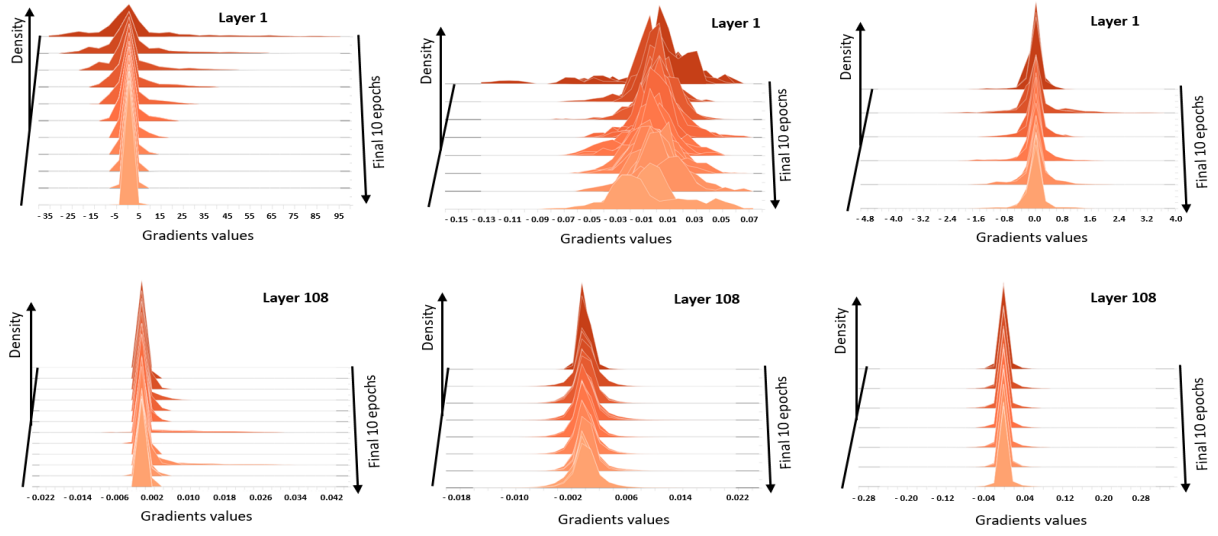 Density
Layer 1
Final 10 epochs
- 35 -25 - 15 -5 5 15 25 35 45 55 65 75 85 95
Gradients values
Density
Layer 1
Final 10 epochs
- 0.15 - 0.13 - 0.11 - 0.09 - 0.07 - 0.05 - 0.03 - 0.01 0.01 0.03 0.05 0.07
Gradients values
Density
Layer 1
Final 10 epochs
- 4.8 - 4.0 - 3.2 - 2.4 - 1.6 - 0.8 0.0 0.8 1.6 2.4 3.2 4.0
Gradients values
Density
Layer 108
Final 10 epochs
- 0.022 - 0.014 - 0.006 0.002 0.010 0.018 0.026 0.034 0.042
Gradients values
Density
Layer 108
Final 10 epochs
- 0.018 - 0.010 - 0.002 0.006 0.014 0.022
Gradients values
Density
Layer 108
Final 10 epochs
- 0.28 - 0.20 - 0.12 - 0.04 0.04 0.12 0.20 0.28
Gradients values